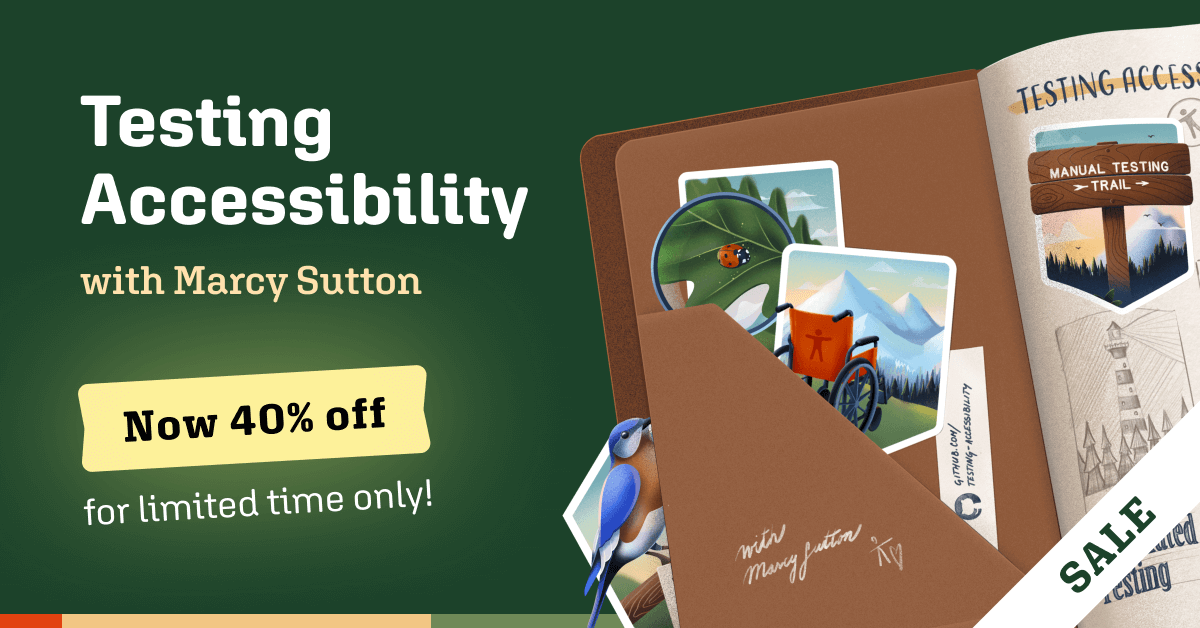 Testing
Accessibility
with Marcy Sutton
Now 40% off
for limited time only!
TESTING ACCESS
MANUAL TESTING
TRAIL
GITHUB.COM/
TESTING-ACCESSIBILITY
with
Marcy Sutton
SALE
Testing